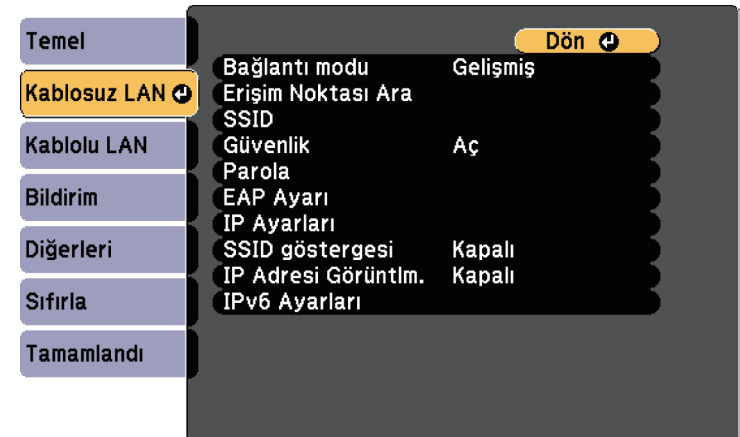 Temel
Kablosuz LAN
Kablolu LAN
Bildirim
Diğerleri
Sıfırla
Tamamlandı
Dön
Bağlantı modu Gelişmiş
Erişim Noktası Ara
SSID
Güvenlik Aç
Parola
EAP Ayarı
IP Ayarları
SSID göstergesi Kapalı
IP Adresi Görüntlm. Kapalı
IPv6 Ayarları